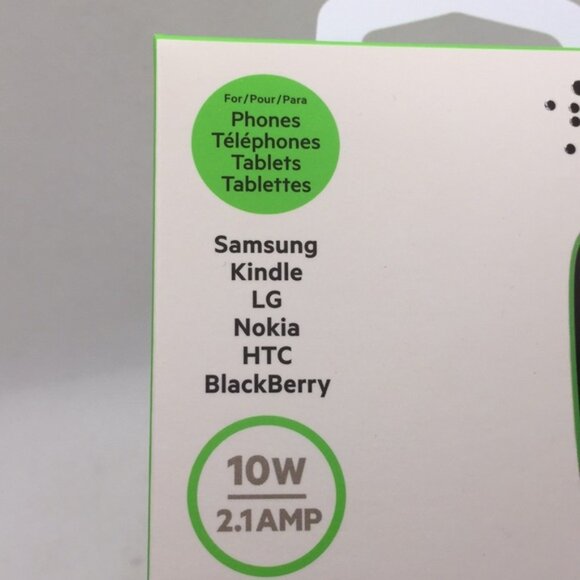 For/Pour/Para
Phones
Téléphones
Tablets
Tablettes
Samsung
Kindle
LG
Nokia
HTC
BlackBerry
10W
2.1AMP